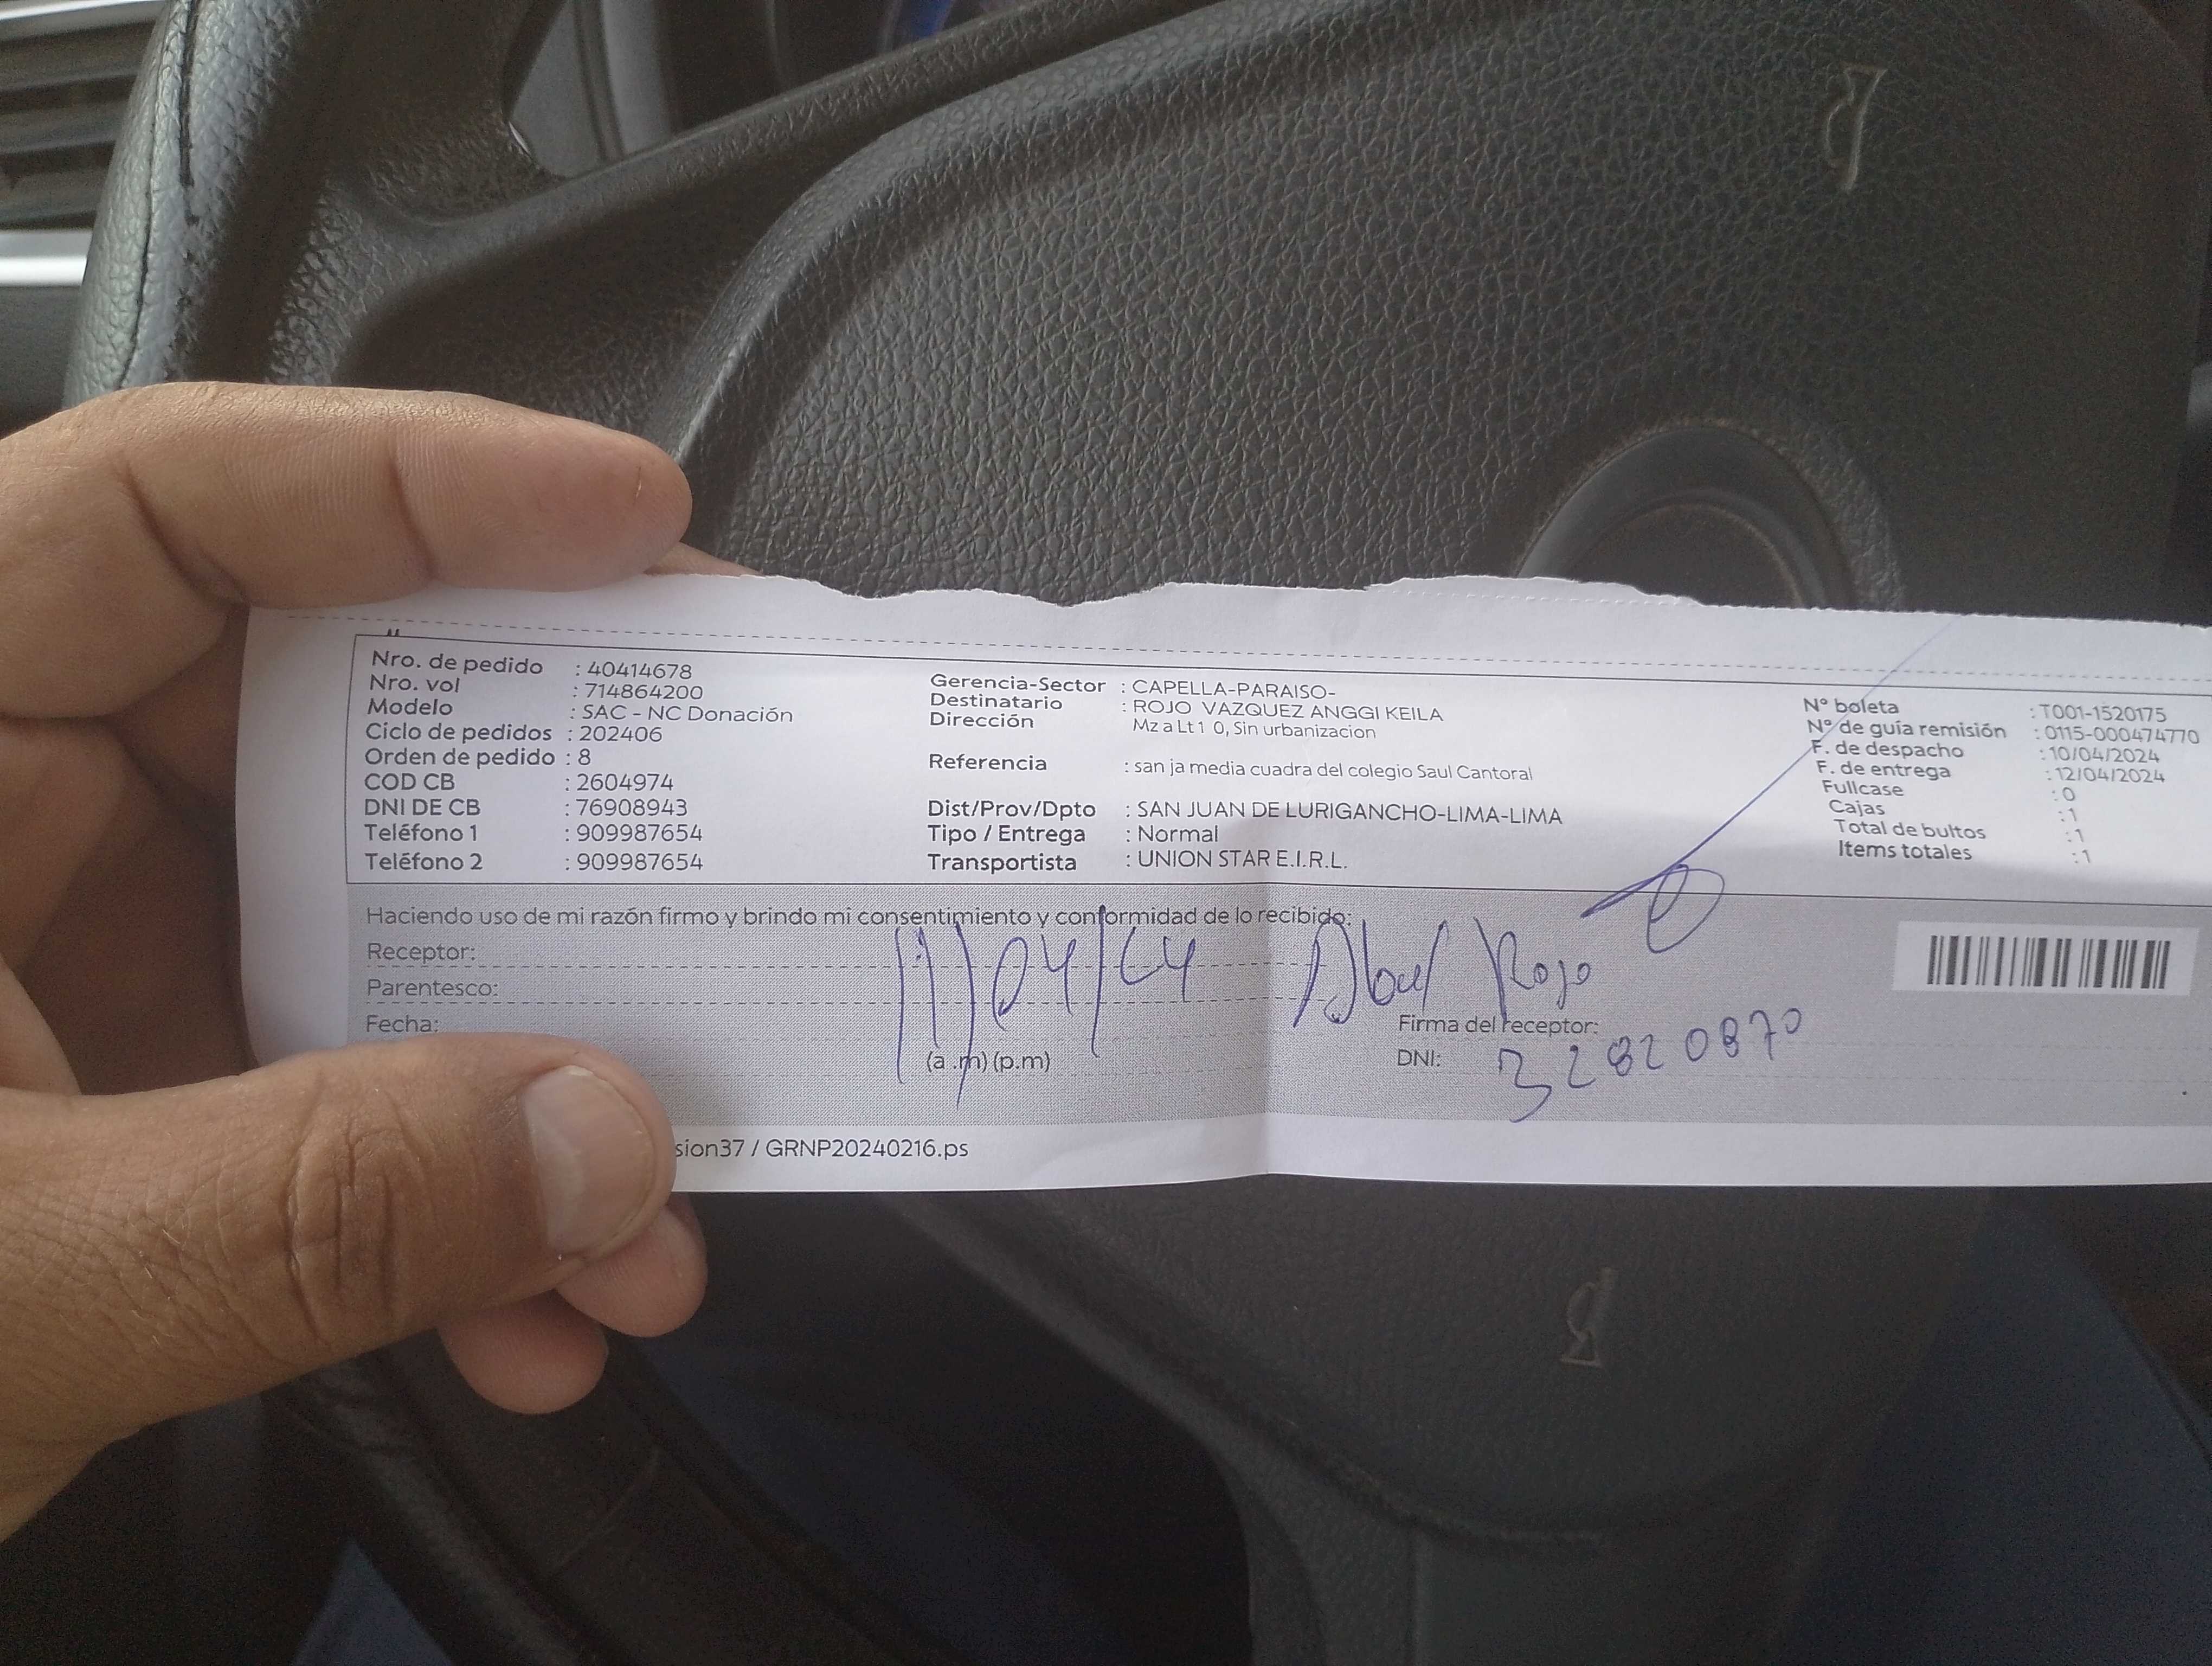 Nro. de pedido : 40414678
Nro. vol : 714864200
Modelo : SAC - NC Donación
Ciclo de pedidos : 202406
Orden de pedido : 8
COD CB : 2604974
DNI DE CB : 76908943
Teléfono 1 : 909987654
Teléfono 2 : 909987654
Gerencia-Sector : CAPELLA-PARAISO-
Destinatario : ROJO VAZQUEZ ANGGI KEILA
Dirección Mz a Lt 1 0, Sin urbanizacion
Referencia : san ja media cuadra del colegio Saul Cantoral
Dist/Prov/Dpto : SAN JUAN DE LURIGANCHO-LIMA-LIMA
Tipo / Entrega : Normal
Transportista : UNION STAR E.I.R.L.
N° boleta : T001-1520175
N° de guía remisión : 0115-000474770
F. de despacho : 10/04/2024
F. de entrega : 12/04/2024
Fullcase : 0
Cajas : 1
Total de bultos : 1
Items totales : 1
Haciendo uso de mi razón firmo y brindo mi consentimiento y conformidad de lo recibido:
Receptor:
Parentesco:
Fecha: 11/04/24
(a .m) (p.m)
Abel Rojo
Firma del receptor:
DNI: 32820870
sion37 / GRNP20240216.ps